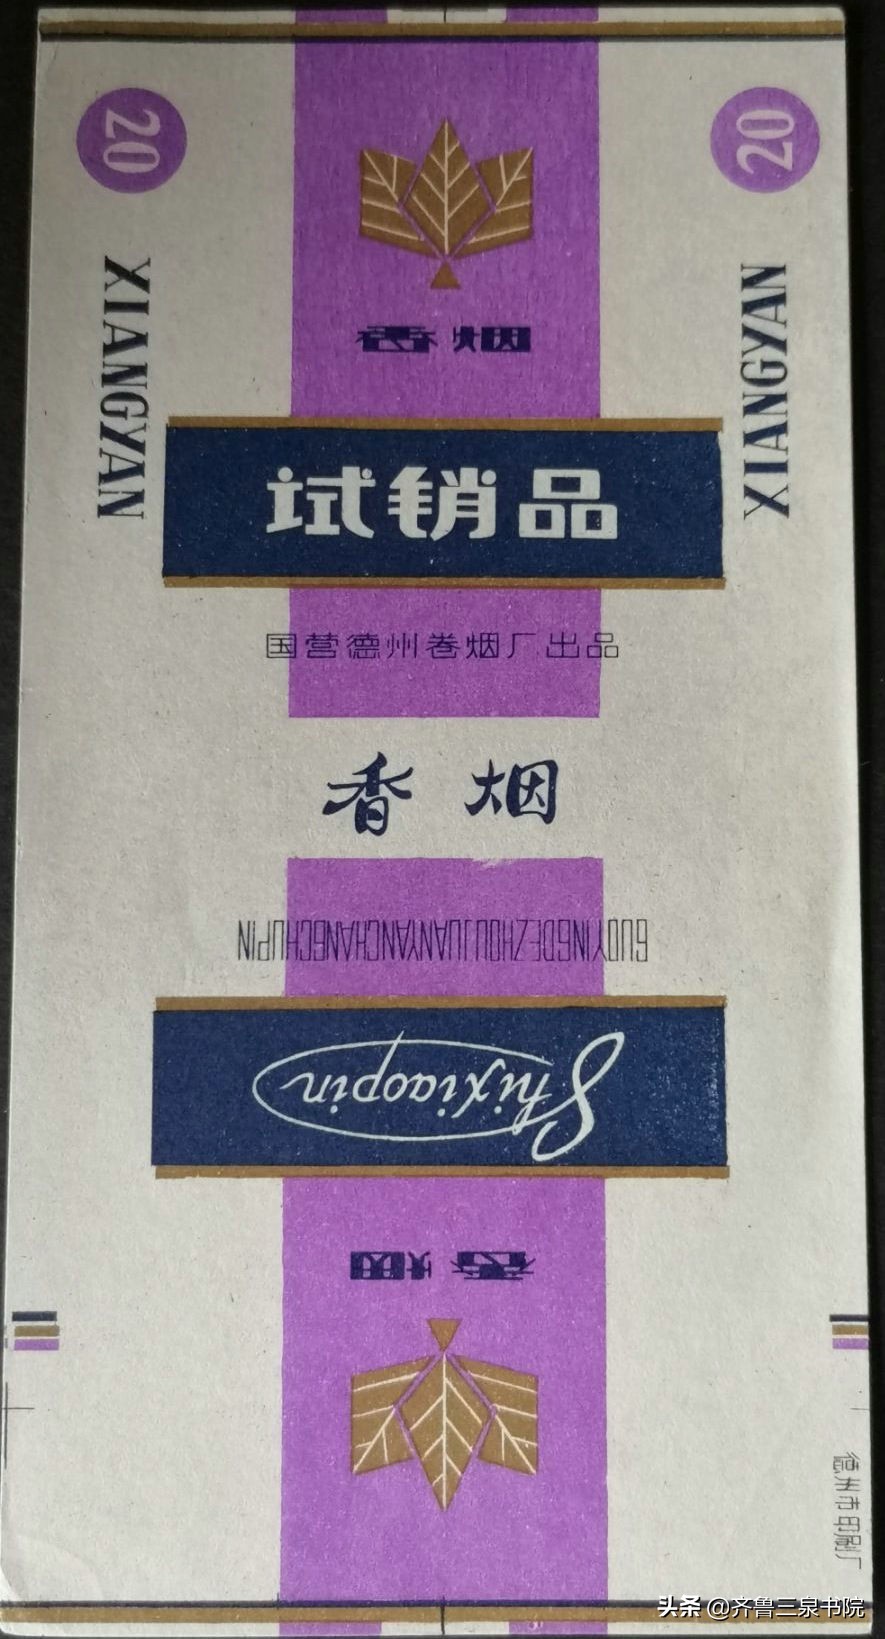 20
20
XIANGYAN
XIANGYAN
香烟
试销品
国营德州卷烟厂出品
香烟
GUOYINGDEZHOUJUANYANCHANGCHUPIN
Shixiaopin
香烟
德州市印刷厂
头条 @齐鲁三泉书院